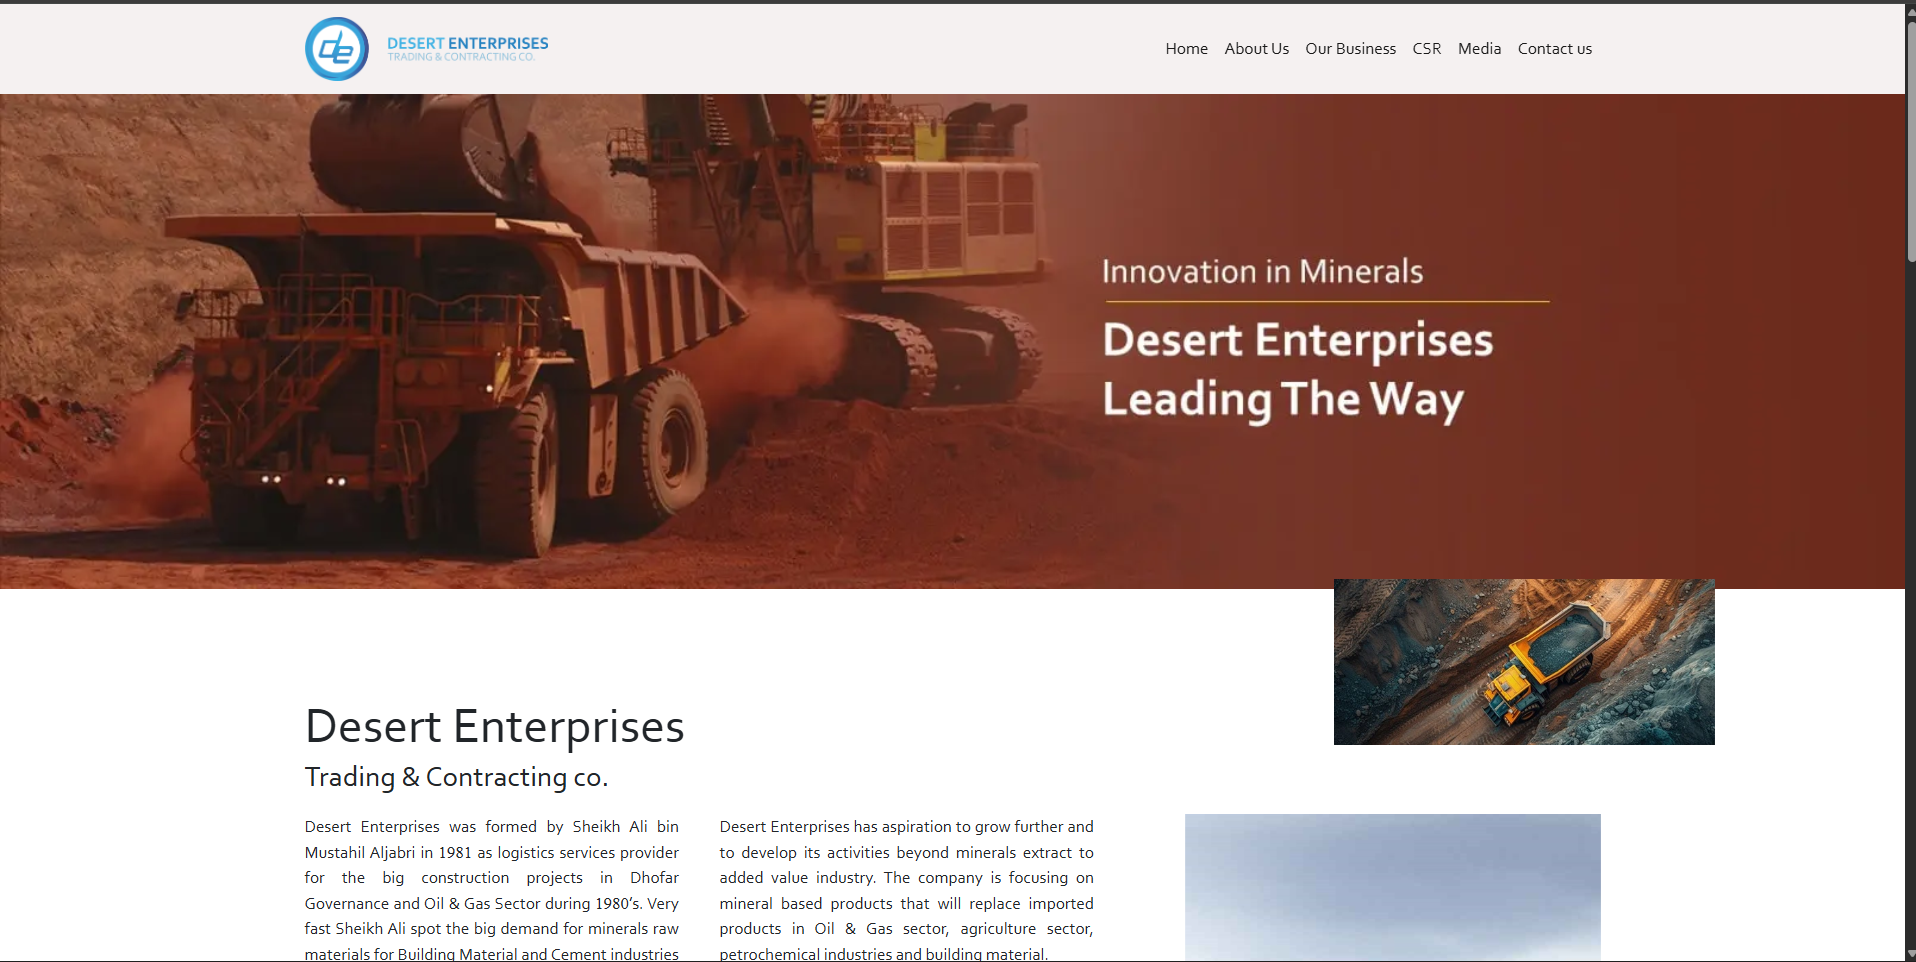 DESERT ENTERPRISES
TRADING & CONTRACTING CO.
Home About Us Our Business CSR Media Contact us
Innovation in Minerals
Desert Enterprises
Leading The Way
Desert Enterprises
Trading & Contracting co.
Desert Enterprises was formed by Sheikh Ali bin
Mustahil Aljabri in 1981 as logistics services provider
for the big construction projects in Dhofar
Governance and Oil & Gas Sector during 1980’s. Very
fast Sheikh Ali spot the big demand for minerals raw
materials for Building Material and Cement industries
Desert Enterprises has aspiration to grow further and
to develop its activities beyond minerals extract to
added value industry. The company is focusing on
mineral based products that will replace imported
products in Oil & Gas sector, agriculture sector,
petrochemical industries and building material.